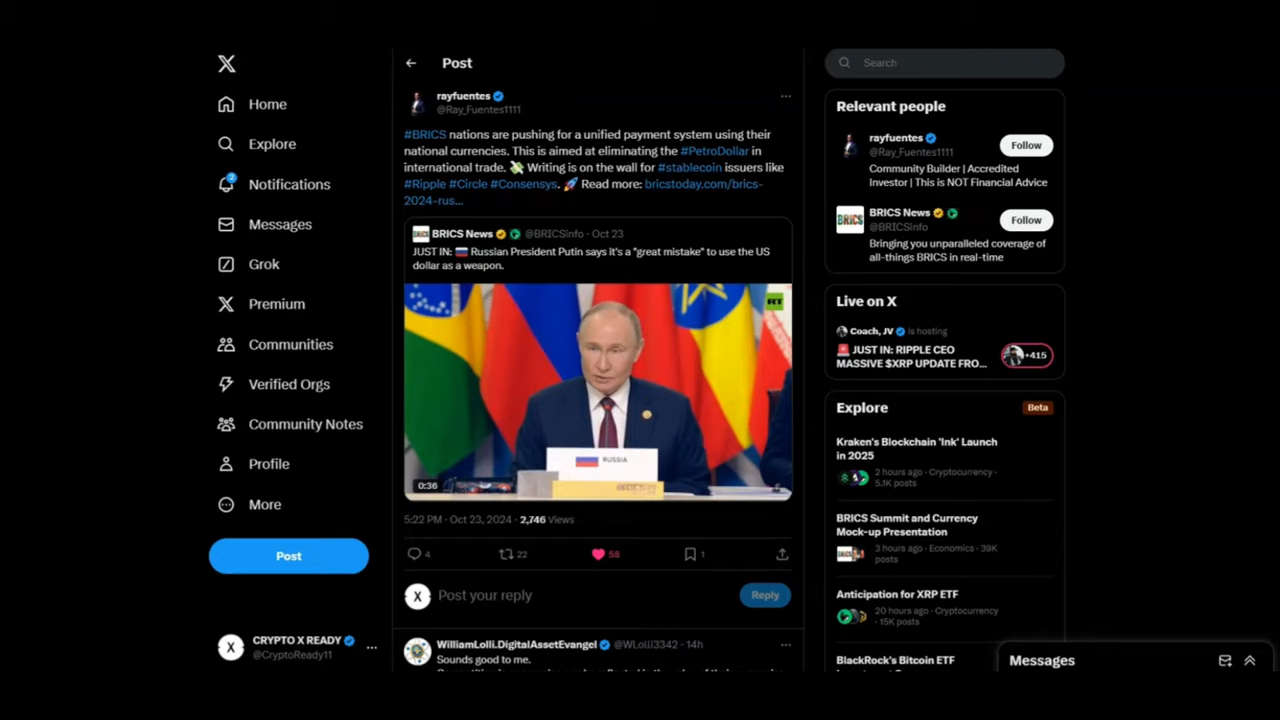 Home
Explore
2
Notifications
Messages
Grok
Premium
Communities
Verified Orgs
Community Notes
Profile
More
Post
CRYPTO X READY
@CryptoReady11
Post
rayfuentes
@Ray_Fuentes1111
#BRICS nations are pushing for a unified payment system using their
national currencies. This is aimed at eliminating the #PetroDollar in
international trade. 💸 Writing is on the wall for #stablecoin issuers like
#Ripple #Circle #Consensys. 🚀 Read more: bricstoday.com/brics-
2024-rus...
BRICS News @BRICSinfo · Oct 23
JUST IN: 🇷🇺 Russian President Putin says it's a "great mistake" to use the US
dollar as a weapon.
RT
RUSSIA
0:36
5:22 PM · Oct 23, 2024 · 2,746 Views
4 22 58 1
Post your reply
Reply
WilliamLolli.DigitalAssetEvangel @WLolli3342 · 14h
Sounds good to me.
Search
Relevant people
rayfuentes
@Ray_Fuentes1111
Follow
Community Builder | Accredited
Investor | This is NOT Financial Advice
BRICS
BRICS News
@BRICSinfo
Follow
Bringing you unparalleled coverage of
all-things BRICS in real-time
Live on X
Coach, JV is hosting
🚨 JUST IN: RIPPLE CEO
MASSIVE $XRP UPDATE FRO...
+415
Explore
Beta
Kraken's Blockchain 'Ink' Launch
in 2025
2 hours ago · Cryptocurrency ·
5.1K posts
BRICS Summit and Currency
Mock-up Presentation
3 hours ago · Economics · 39K
posts
Anticipation for XRP ETF
20 hours ago · Cryptocurrency
· 15K posts
BlackRock's Bitcoin ETF
Messages